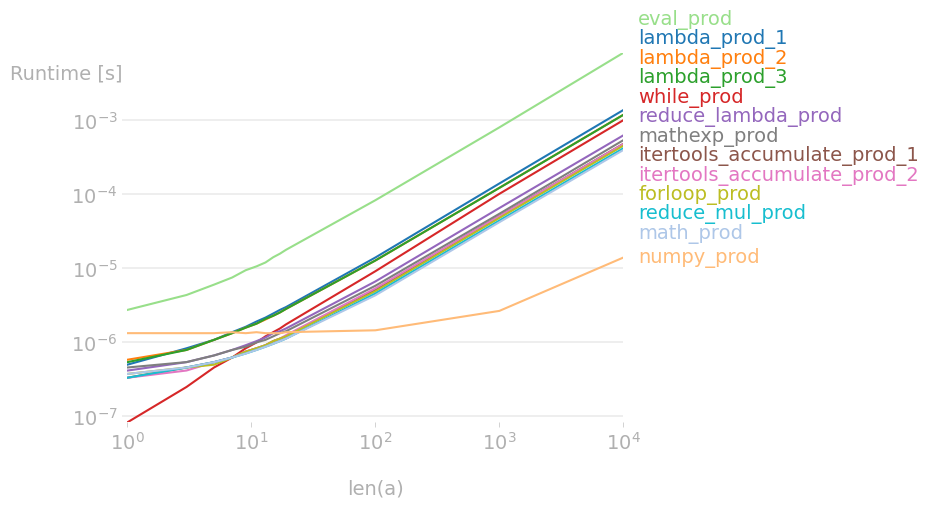 Runtime [s]
10⁻³
10⁻⁴
10⁻⁵
10⁻⁶
10⁻⁷
10⁰ 10¹ 10² 10³ 10⁴
len(a)
eval_prod
lambda_prod_1
lambda_prod_2
lambda_prod_3
while_prod
reduce_lambda_prod
mathexp_prod
itertools_accumulate_prod_1
itertools_accumulate_prod_2
forloop_prod
reduce_mul_prod
math_prod
numpy_prod